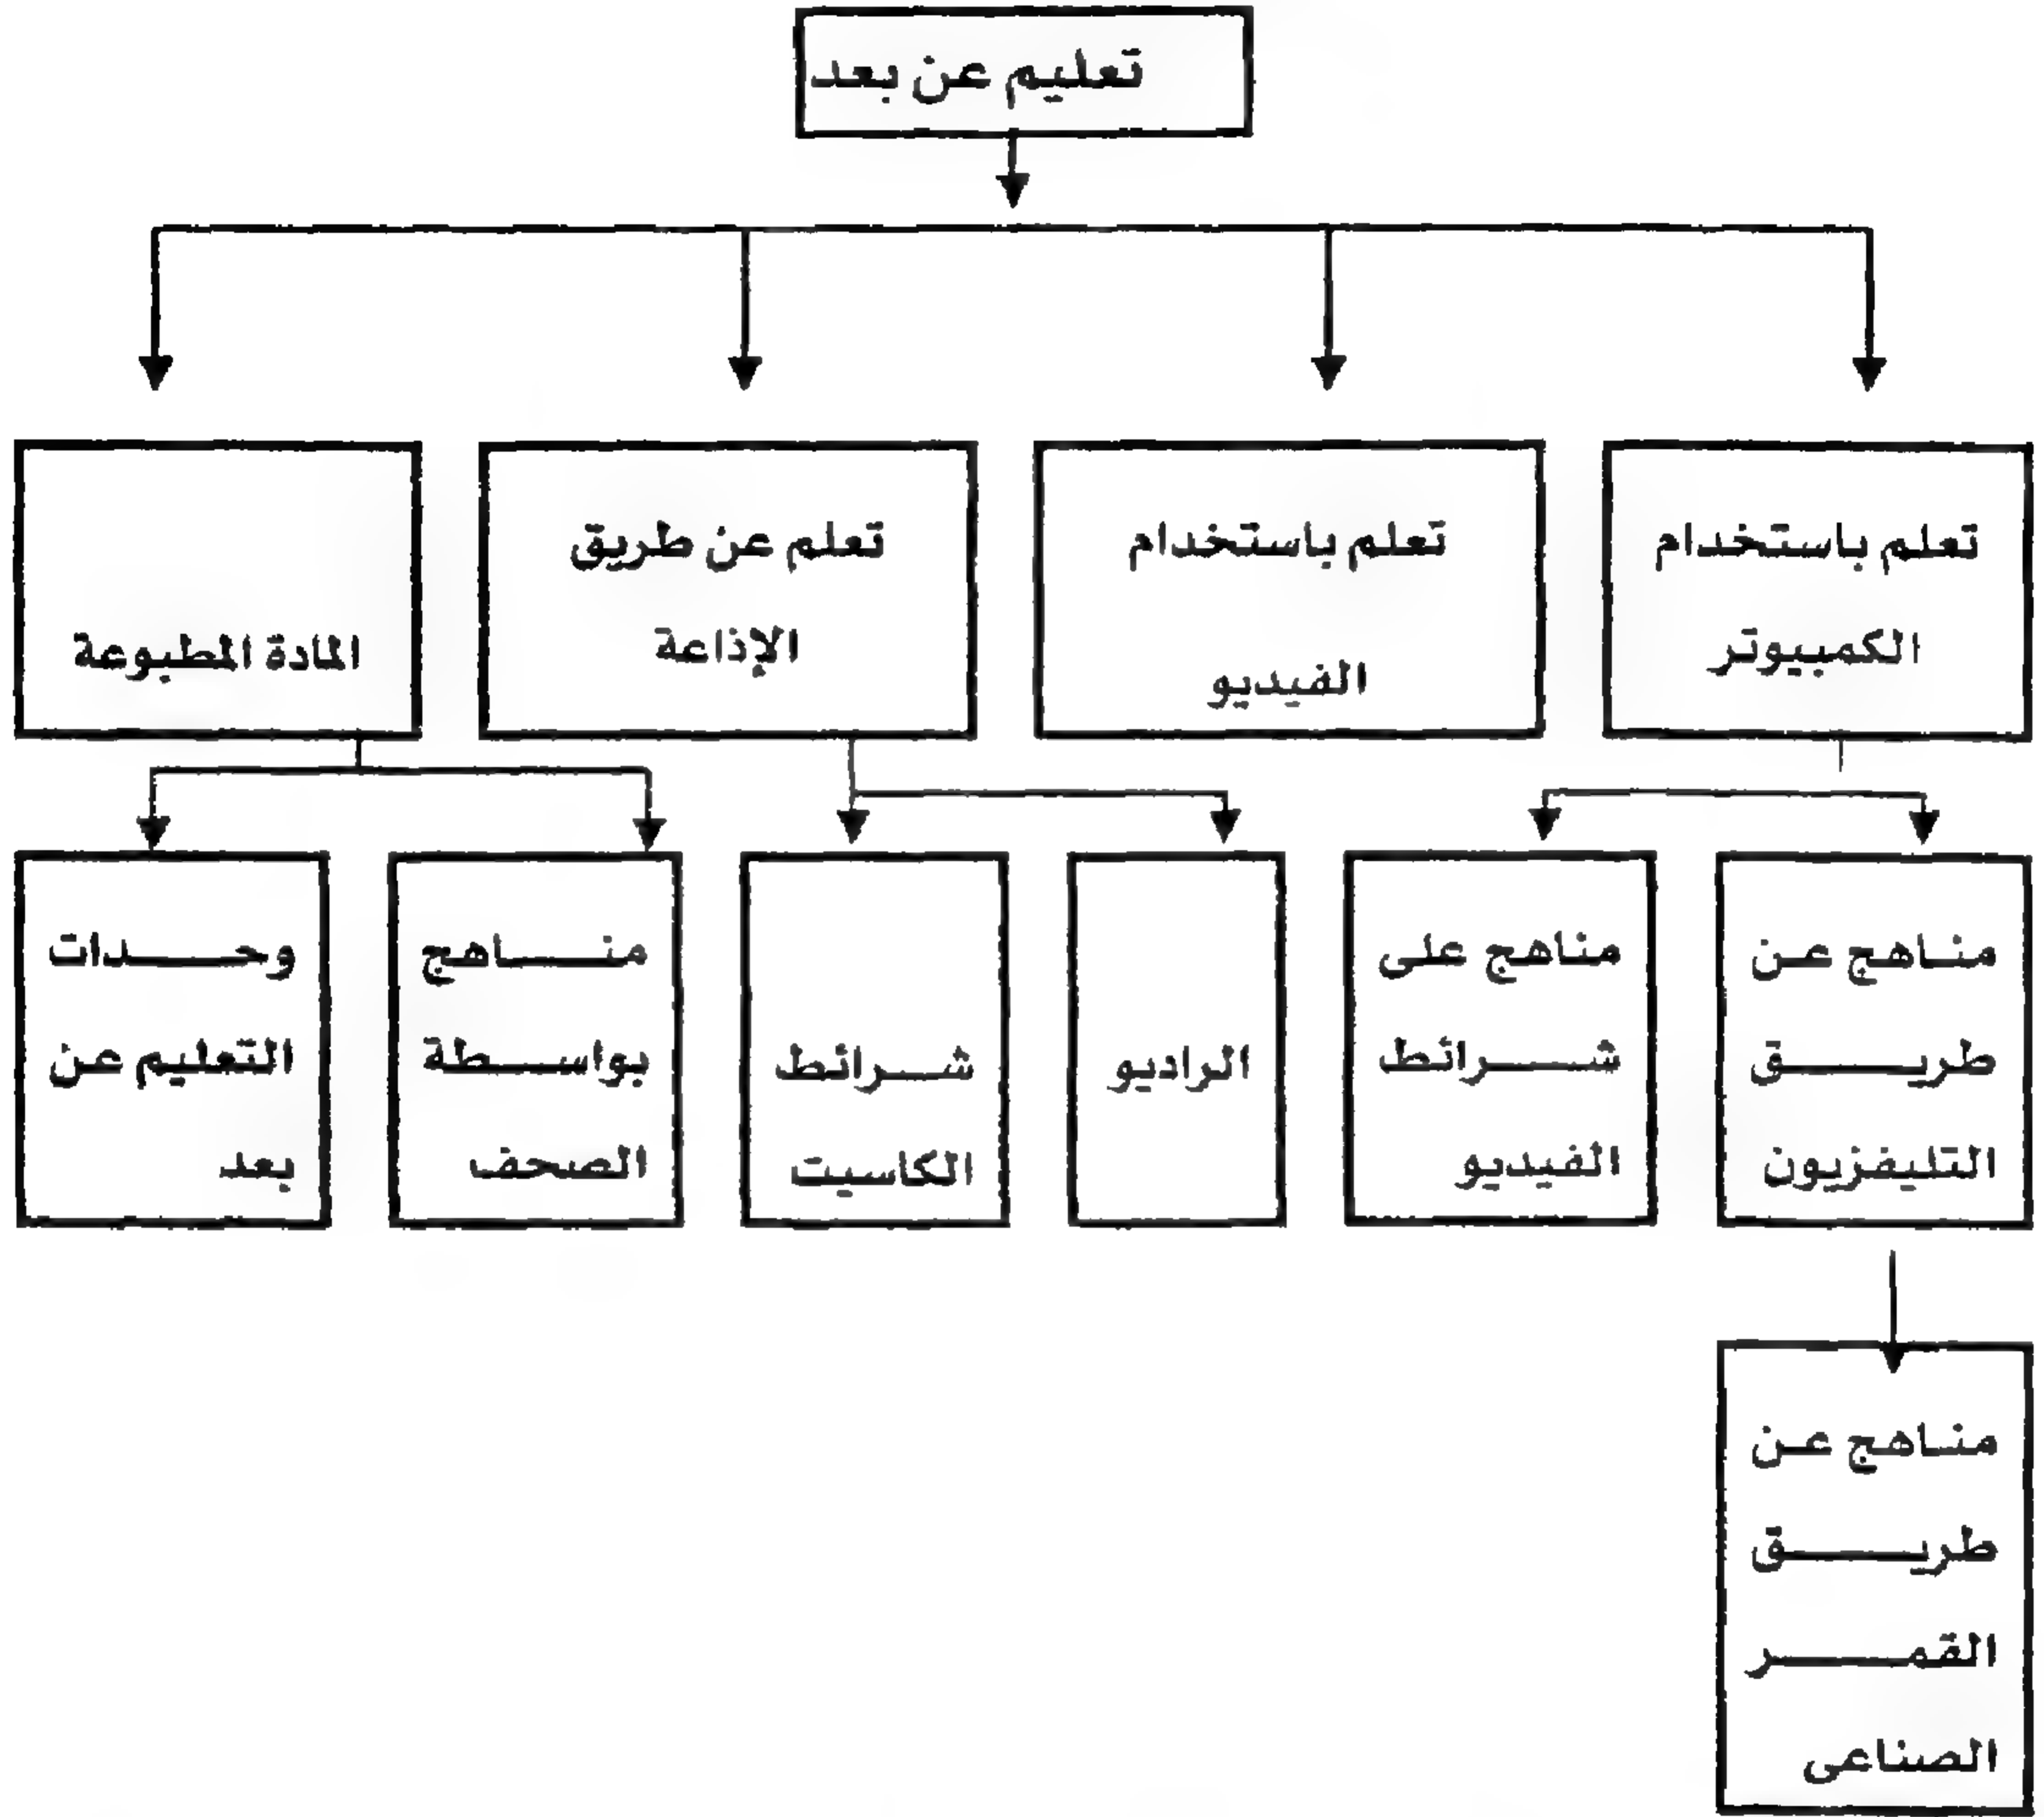 تعليم عن بعد
تعلم باستخدام
الكمبيوتر
تعلم باستخدام
الفيديو
تعلم عن طريق
الإذاعة
المادة المطبوعة
مناهج عن
طريق
التليفزيون
مناهج على
شرائط
الفيديو
الراديو
شرائط
الكاسيت
مناهج
بواسطة
الصحف
وحدات
التعليم عن
بعد
مناهج عن
طريق
القمر
الصناعى